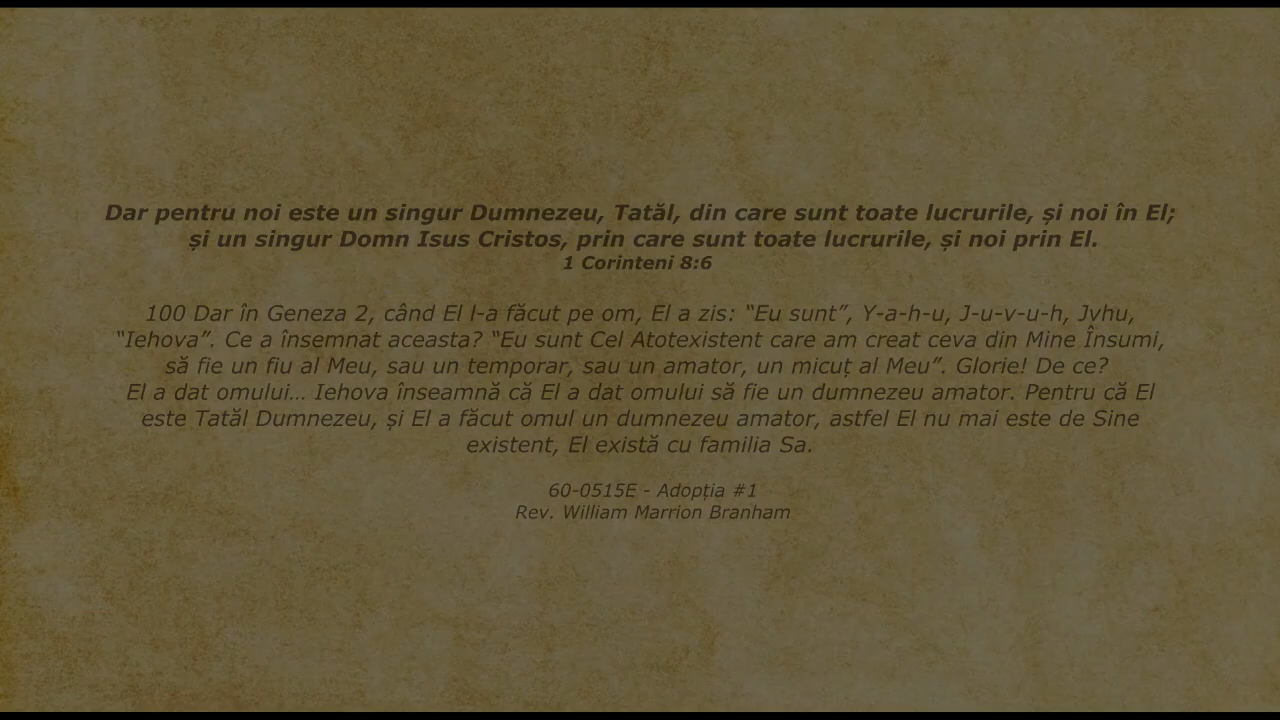 Dar pentru noi este un singur Dumnezeu, Tatăl, din care sunt toate lucrurile, și noi în El;
și un singur Domn Isus Cristos, prin care sunt toate lucrurile, și noi prin El.
1 Corinteni 8:6
100 Dar în Geneza 2, când El l-a făcut pe om, El a zis: “Eu sunt”, Y-a-h-u, J-u-v-u-h, Jvhu,
“Iehova”. Ce a însemnat aceasta? “Eu sunt Cel Atotexistent care am creat ceva din Mine Însumi,
să fie un fiu al Meu, sau un temporar, sau un amator, un micuț al Meu”. Glorie! De ce?
El a dat omului… Iehova înseamnă că El a dat omului să fie un dumnezeu amator. Pentru că El
este Tatăl Dumnezeu, și El a făcut omul un dumnezeu amator, astfel El nu mai este de Sine
existent, El există cu familia Sa.
60-0515E - Adopția #1
Rev. William Marrion Branham